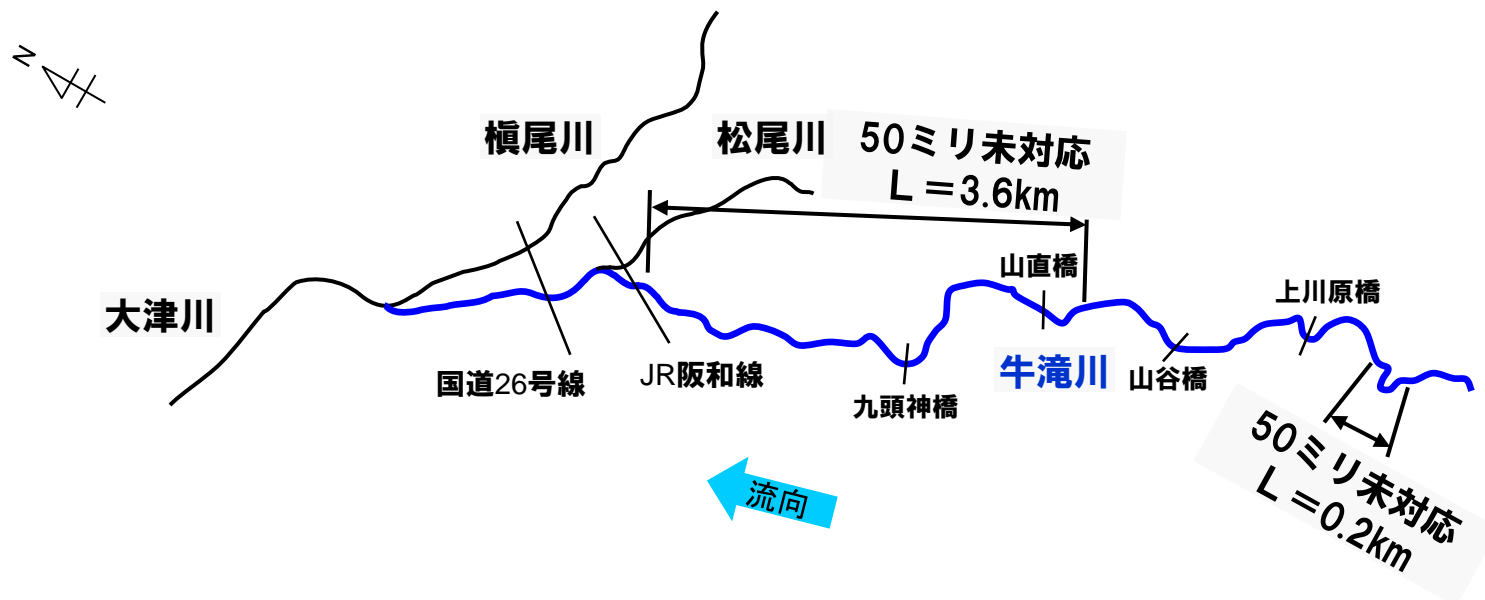 N
槇尾川
松尾川
50ミリ未対応
L＝3.6km
山直橋
上川原橋
大津川
国道26号線
JR阪和線
九頭神橋
牛滝川
山谷橋
50ミリ未対応
L＝0.2km
流向